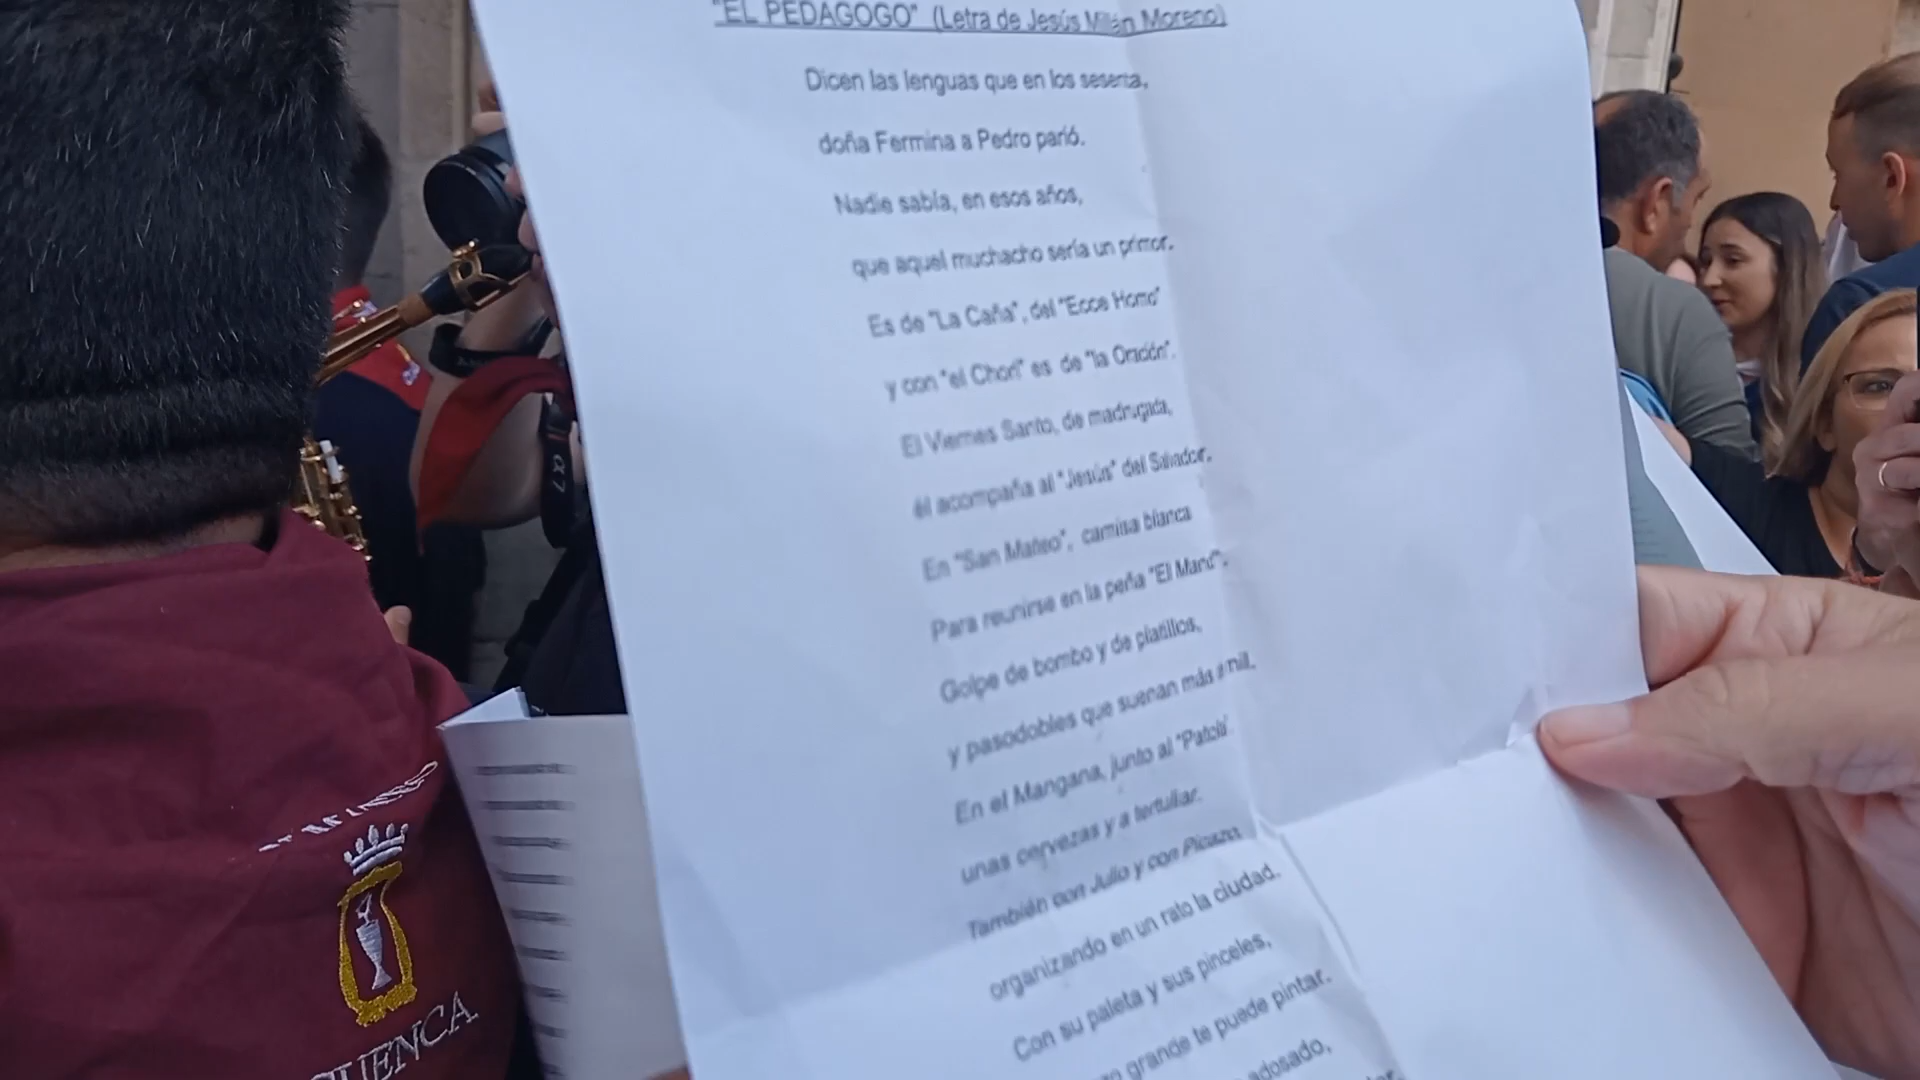 "EL PEDAGOGO" (Letra de Jesús Milán Moreno)
Dicen las lenguas que en los sesenta,
doña Fermina a Pedro parió.
Nadie sabía, en esos años,
que aquel muchacho sería un primor.
Es de "La Caña", del "Ecce Homo"
y con "el Chori" es de "la Oración".
El Viernes Santo, de madrugada,
él acompaña al "Jesús" del Salvador.
En "San Mateo", camisa blanca
Para reunirse en la peña "El
Golpe de bombo y de platillos,
y pasodobles que suenan más
En el Mangana, junto al
unas cervezas y a tertuliar.
También con Julio y con Picazo,
organizando en un rato la ciudad.
Con su paleta y sus pinceles,
grande te puede pintar.
adosado,
CUENCA
α7